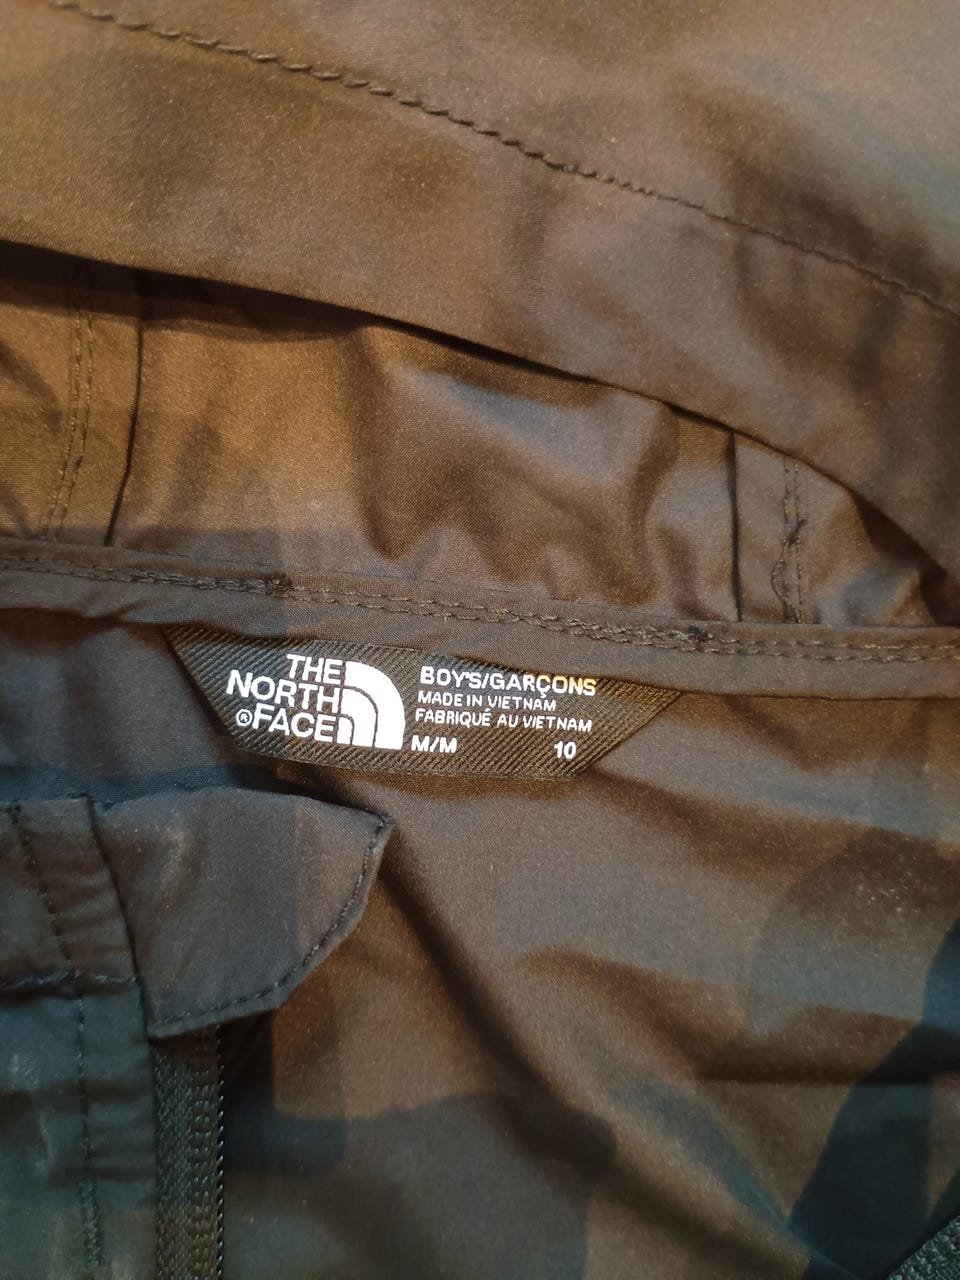 THE
NORTH
®FACE
BOY'S/GARÇONS
MADE IN VIETNAM
FABRIQUÉ AU VIETNAM
M/M 10